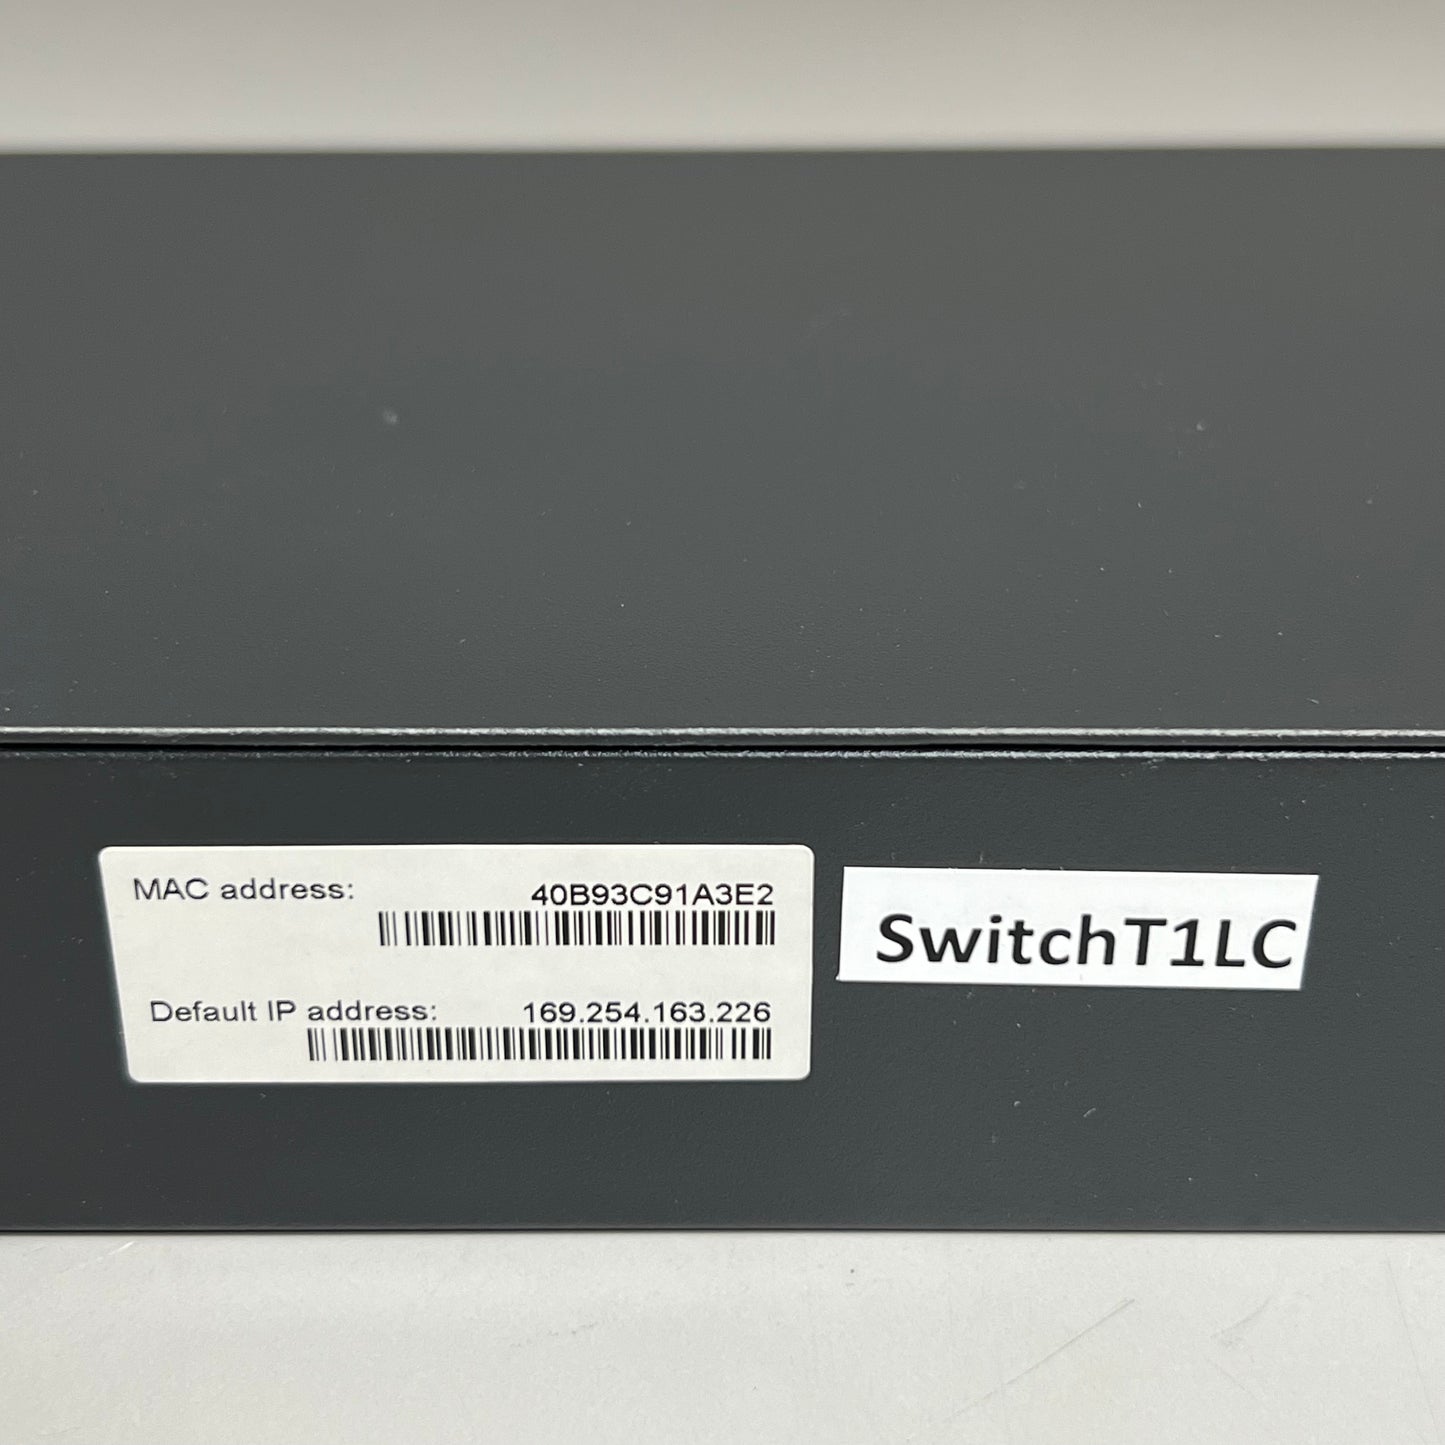 MAC address: 40B93C91A3E2
Default IP address: 169.254.163.226
SwitchT1LC